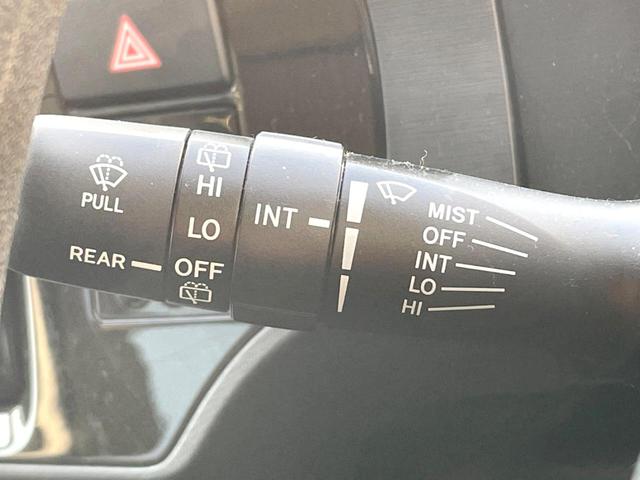 PULL
REAR
HI
LO
OFF
INT
MIST
OFF
INT
LO
HI